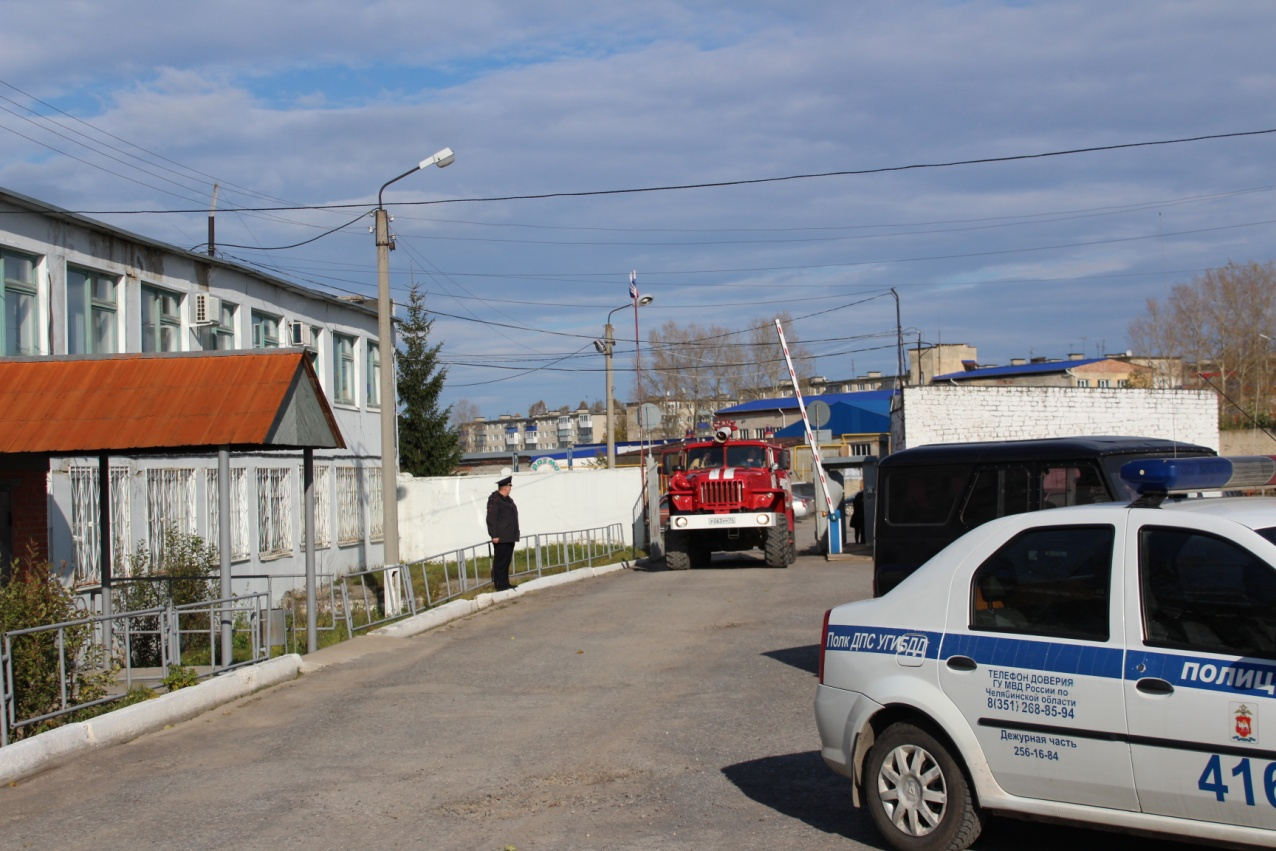 Полк ДПС УГИБДД
ТЕЛЕФОН ДОВЕРИЯ
ГУ МВД России по
Челябинской области
8(351) 268-85-94
Дежурная часть
256-16-84
ПОЛИЦ
416